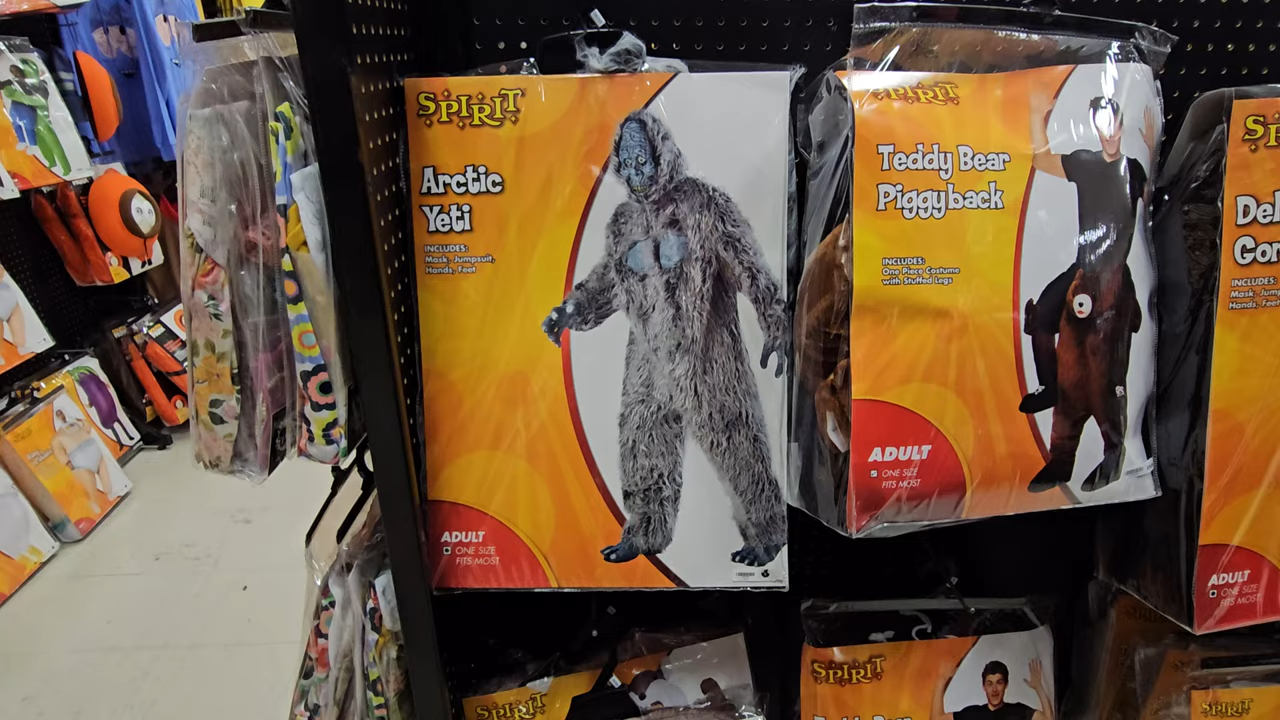 SPIRIT
Arctic
Yeti
INCLUDES:
Mask, Jumpsuit,
Hands, Feet
ADULT
ONE SIZE
FITS MOST
SPIRIT
Teddy Bear
Piggyback
INCLUDES:
One Piece Costume
with Stuffed Legs
ADULT
ONE SIZE
FITS MOST
INCLUDES:
Mask,
Hands, Feet
ADULT
ONE SIZE
FITS MOST
SPIRIT
SPIRIT
Teddy Bear
SPIRIT